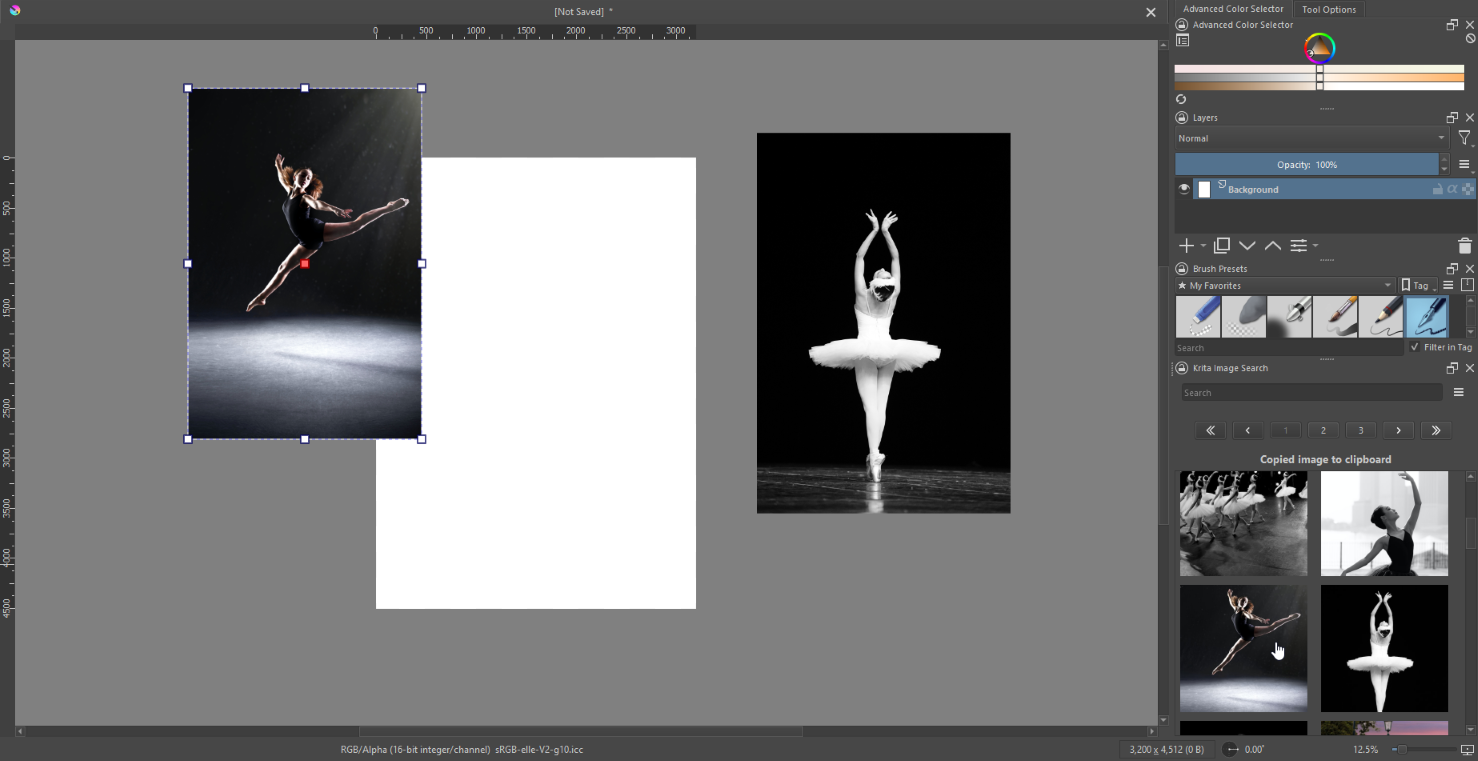 [Not Saved] *
0 500 1000 1500 2000 2500 3000
0
500
1000
1500
2000
2500
3000
3500
4000
4500
Advanced Color Selector Tool Options
Advanced Color Selector
Layers
Normal
Opacity: 100%
Background
Brush Presets
★ My Favorites
Tag
Search
Filter in Tag
Krita Image Search
Search
1 2 3
Copied image to clipboard
RGB/Alpha (16-bit integer/channel) sRGB-elle-V2-g10.icc
3,200 x 4,512 (0 B)
0.00°
12.5%